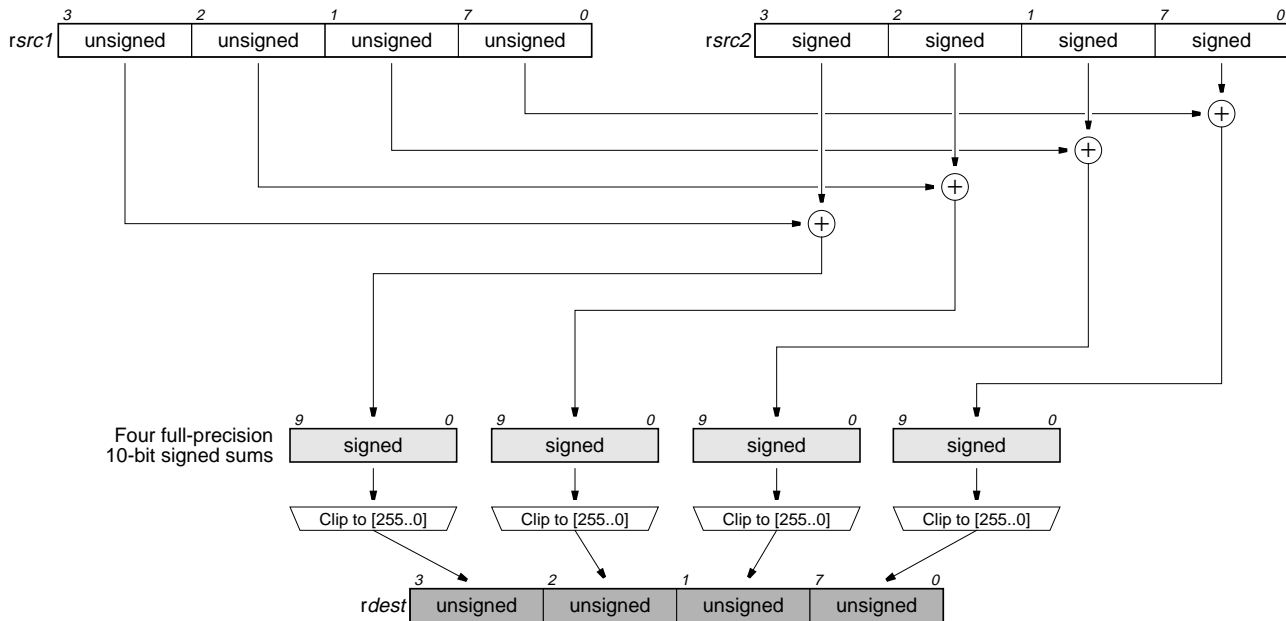 3 2 1 7 0 3 2 1 7 0
rsrc1 unsigned unsigned unsigned unsigned rsrc2 signed signed signed signed
+
+
+
+
9 0 9 0 9 0 9 0
Four full-precision
10-bit signed sums
signed signed signed signed
Clip to [255..0] Clip to [255..0] Clip to [255..0] Clip to [255..0]
3 2 1 7 0
rdest unsigned unsigned unsigned unsigned